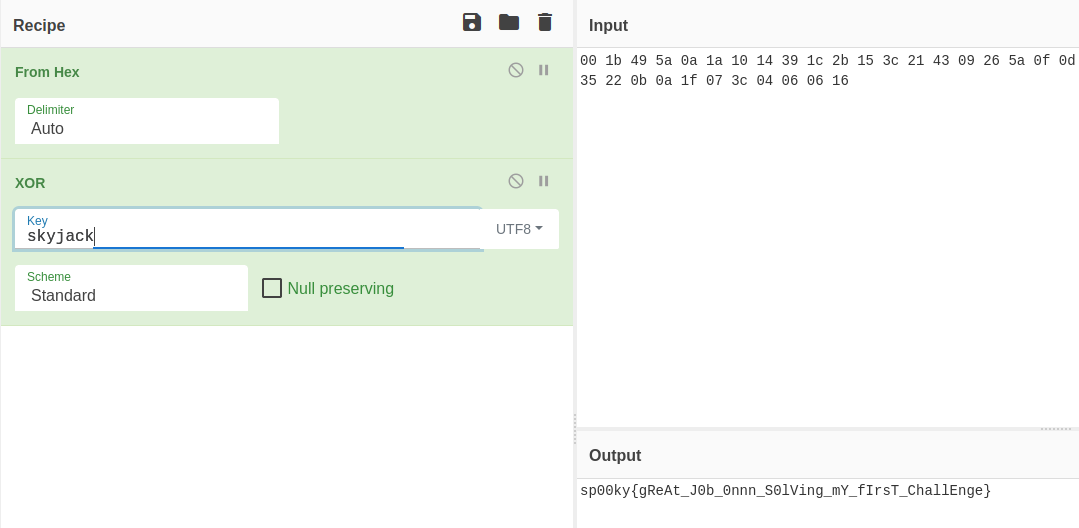 Recipe
From Hex
Delimiter
Auto
XOR
Key
skyjack
UTF8
Scheme
Standard
Null preserving
Input
00 1b 49 5a 0a 1a 10 14 39 1c 2b 15 3c 21 43 09 26 5a 0f 0d
35 22 0b 0a 1f 07 3c 04 06 06 16
Output
sp00ky{gReAt_J0b_0nnn_S0lVing_mY_fIrsT_ChallEnge}